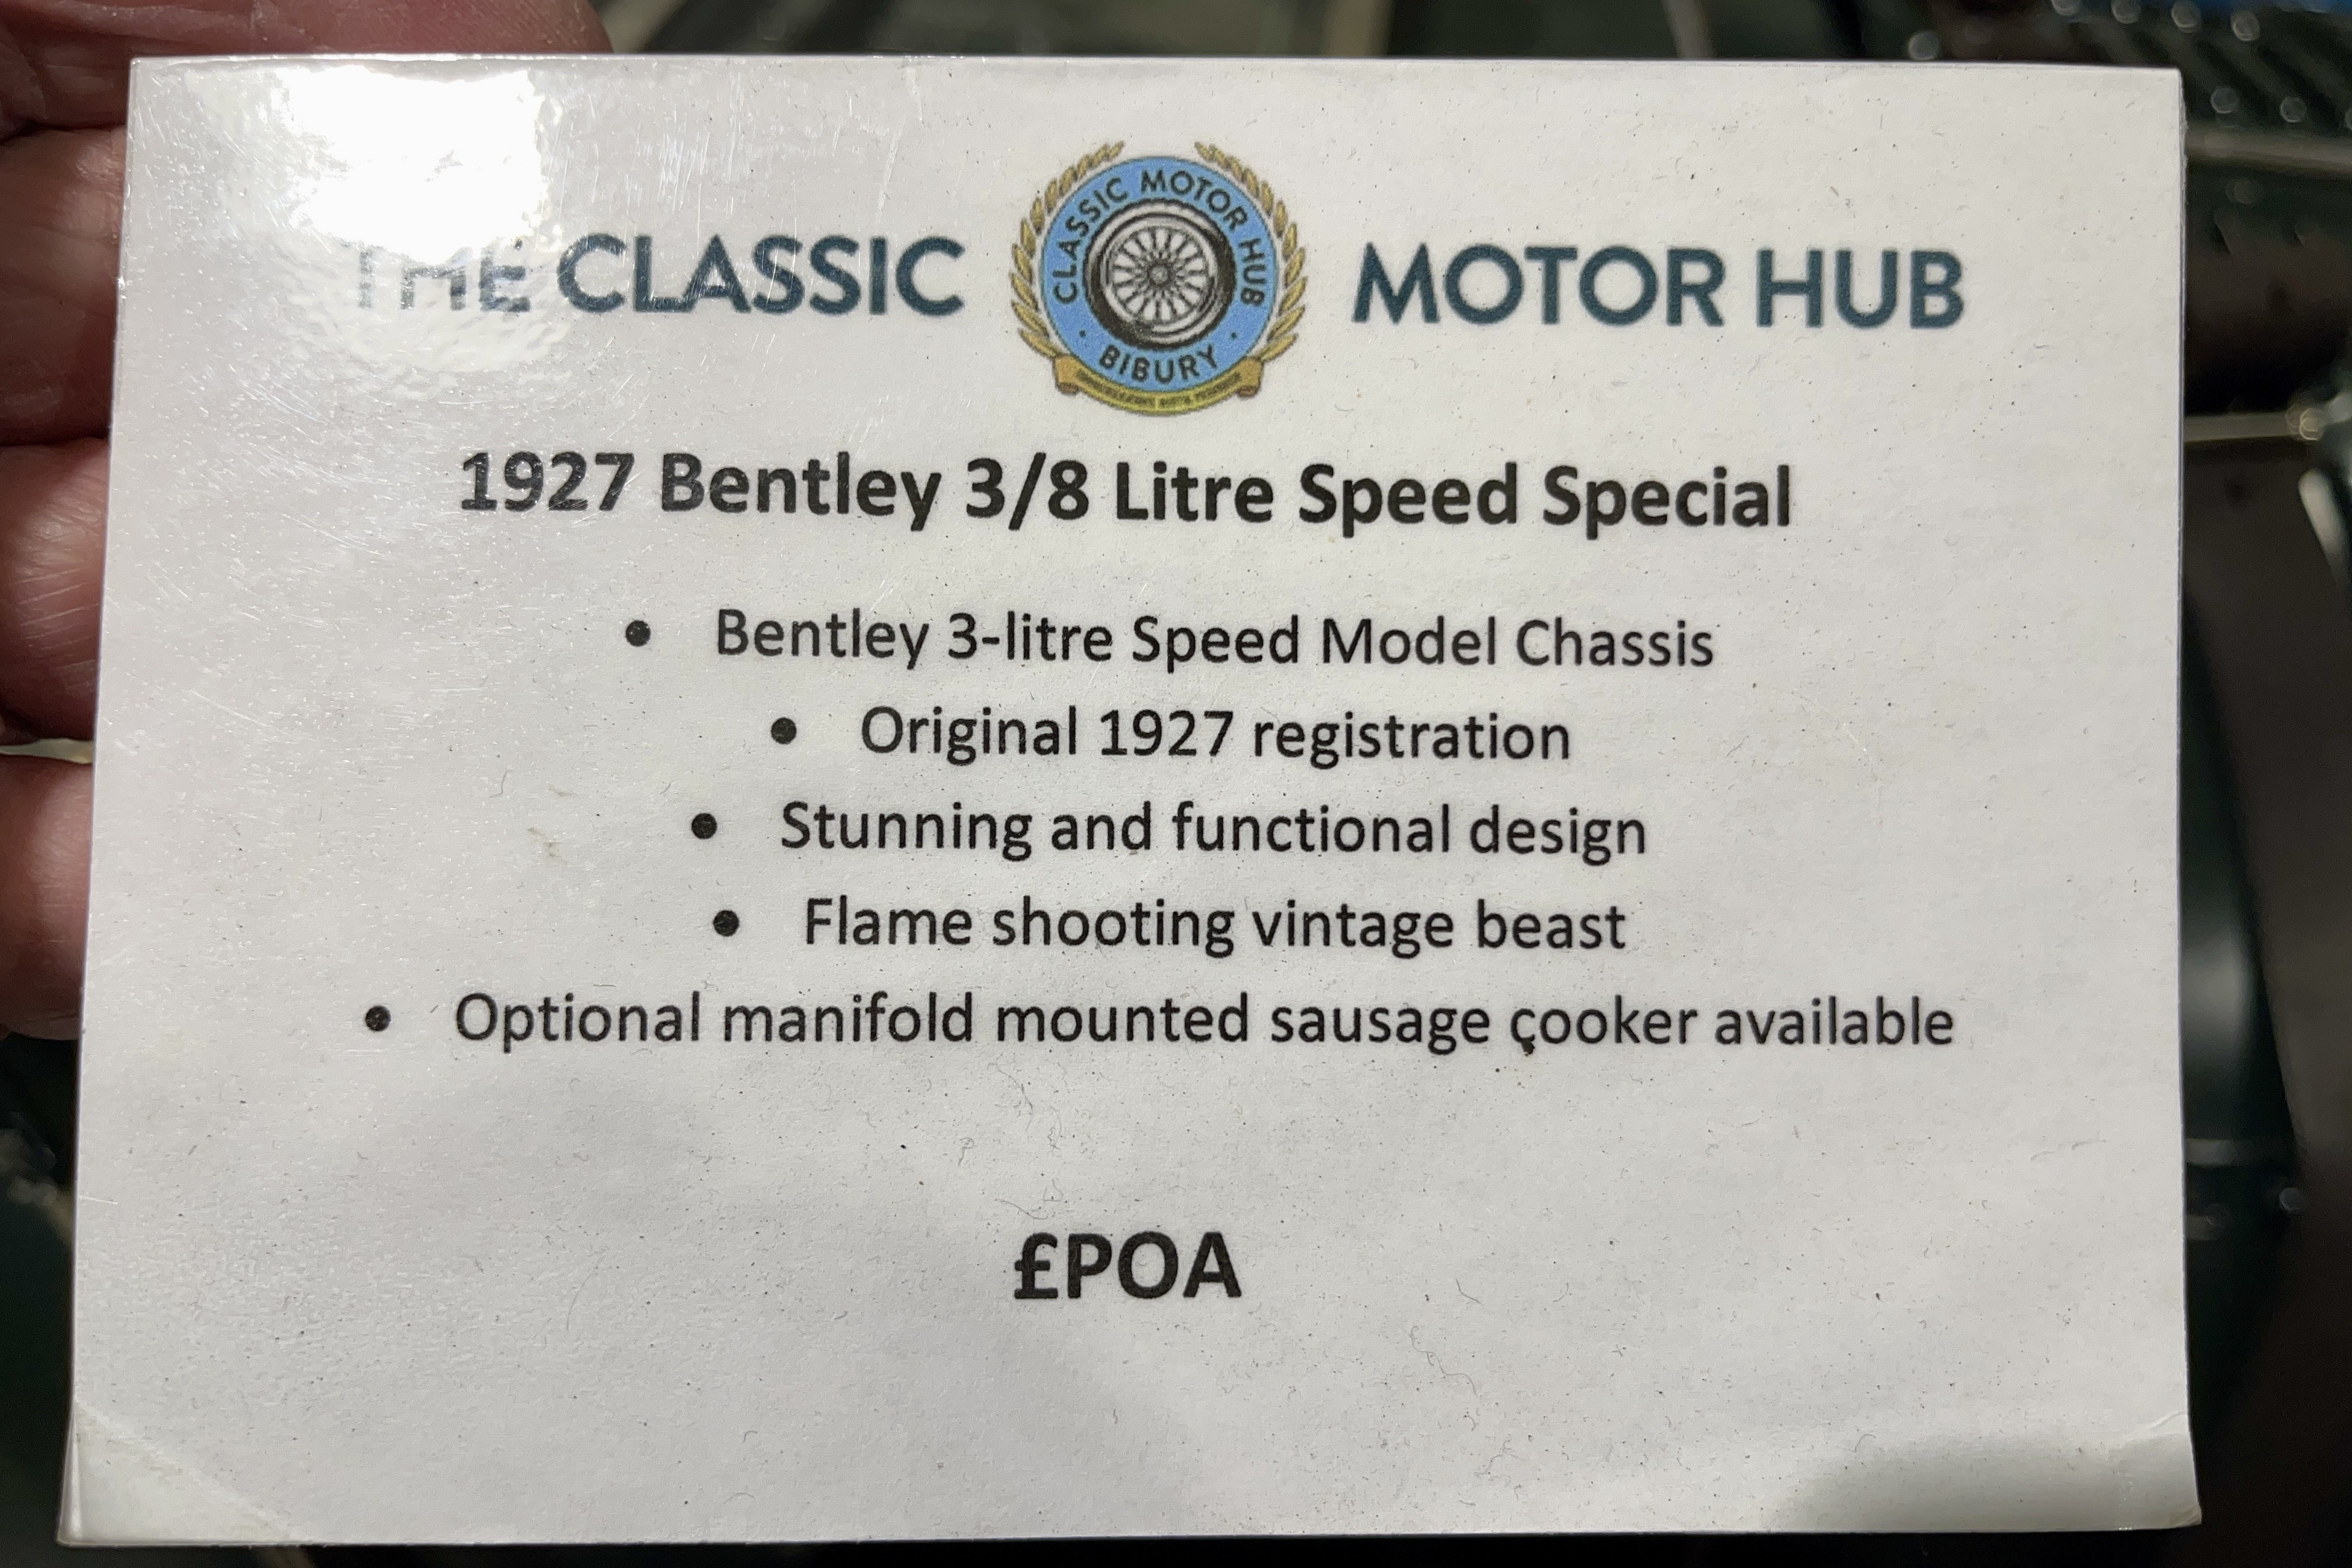 THE CLASSIC MOTOR HUB
CLASSIC MOTOR HUB
· BIBURY ·
1927 Bentley 3/8 Litre Speed Special
• Bentley 3-litre Speed Model Chassis
• Original 1927 registration
• Stunning and functional design
• Flame shooting vintage beast
• Optional manifold mounted sausage cooker available
£POA